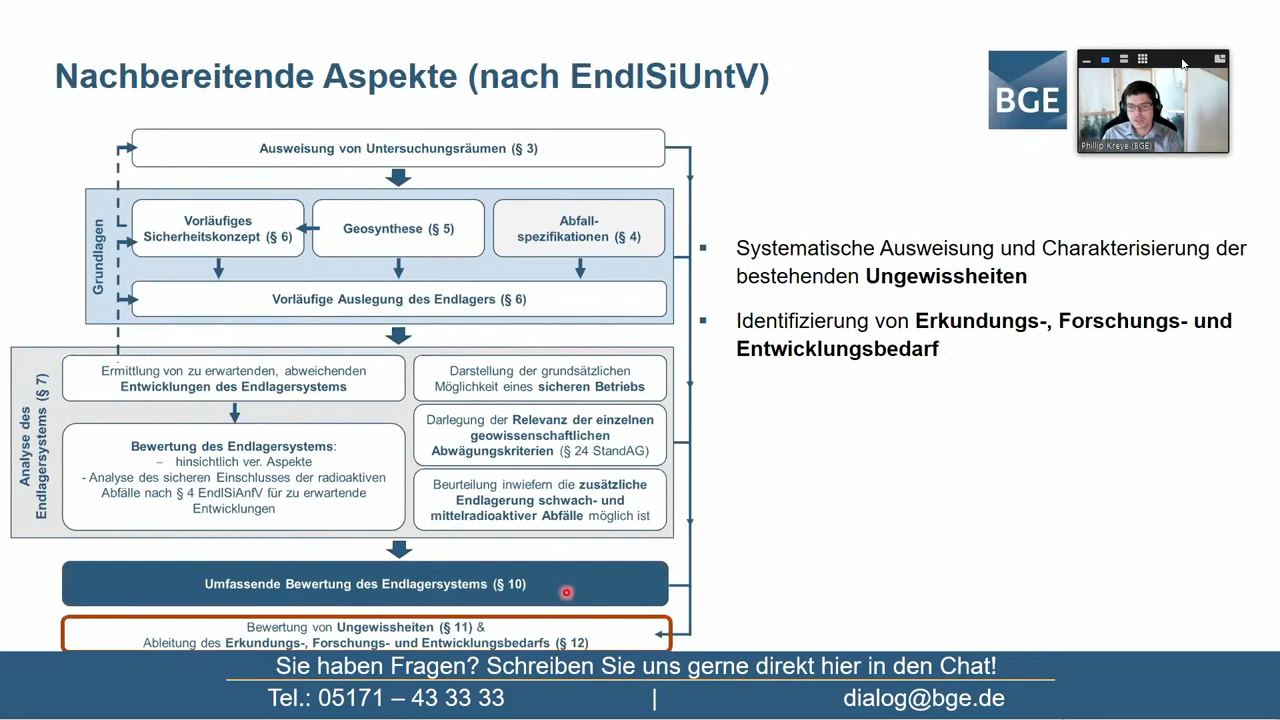 Nachbereitende Aspekte (nach EndlSiUntV)
BGE
Phillip Kreye (BGE)
Ausweisung von Untersuchungsräumen (§ 3)
Grundlagen
Vorläufiges
Sicherheitskonzept (§ 6)
Geosynthese (§ 5)
Abfall-
spezifikationen (§ 4)
Vorläufige Auslegung des Endlagers (§ 6)
Analyse des
Endlagersystems (§ 7)
Ermittlung von zu erwartenden, abweichenden
Entwicklungen des Endlagersystems
Bewertung des Endlagersystems:
– hinsichtlich ver. Aspekte
- Analyse des sicheren Einschlusses der radioaktiven
Abfälle nach § 4 EndlSiAnfV für zu erwartende
Entwicklungen
Darstellung der grundsätzlichen
Möglichkeit eines sicheren Betriebs
Darlegung der Relevanz der einzelnen
geowissenschaftlichen
Abwägungskriterien (§ 24 StandAG)
Beurteilung inwiefern die zusätzliche
Endlagerung schwach- und
mittelradioaktiver Abfälle möglich ist
Umfassende Bewertung des Endlagersystems (§ 10)
Bewertung von Ungewissheiten (§ 11) &
Ableitung des Erkundungs-, Forschungs- und Entwicklungsbedarfs (§ 12)
▪ Systematische Ausweisung und Charakterisierung der
bestehenden Ungewissheiten
▪ Identifizierung von Erkundungs-, Forschungs- und
Entwicklungsbedarf
Sie haben Fragen? Schreiben Sie uns gerne direkt hier in den Chat!
Tel.: 05171 – 43 33 33 | dialog@bge.de